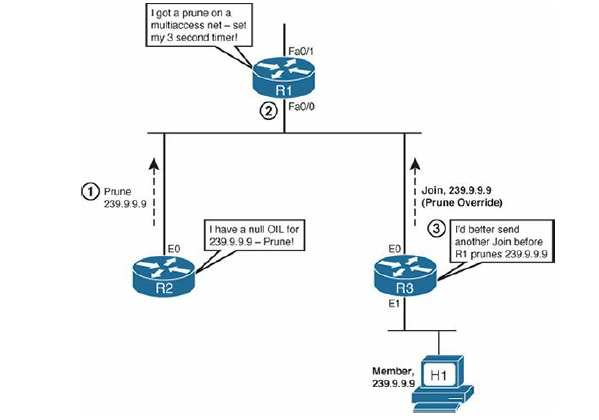 I got a prune on a
multiaccess net – set
my 3 second timer!
Fa0/1
R1
Fa0/0
2
1 Prune
239.9.9.9
Join, 239.9.9.9
(Prune Override)
I have a null OIL for
239.9.9.9 – Prune!
3
I'd better send
another Join before
R1 prunes 239.9.9.9
E0
R2
E0
R3
E1
Member,
239.9.9.9
H1